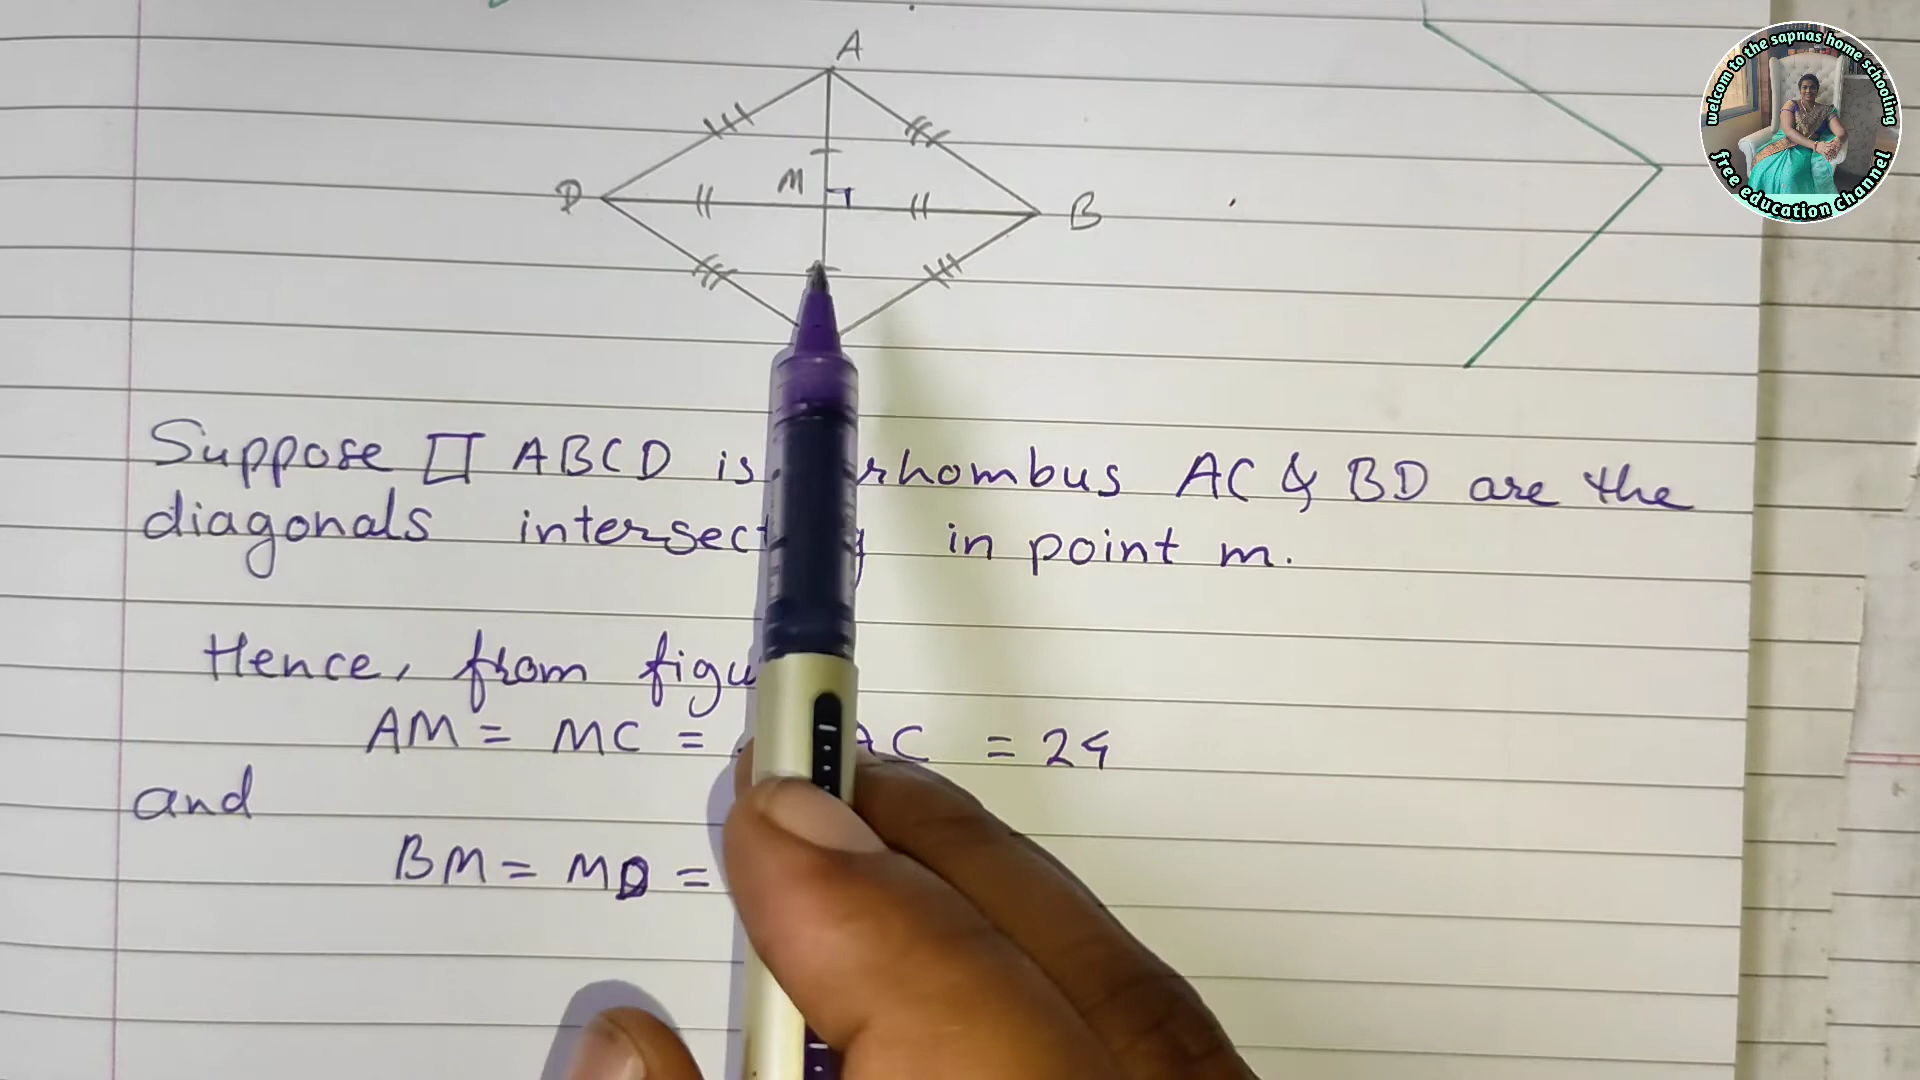 A
M
D
B
Suppose □ ABCD is rhombus AC & BD are the
diagonals in point m.
Hence, from
AM = MC = AC = 24
and
BM = MD =
welcom to the sapnas home schooling
free education channel